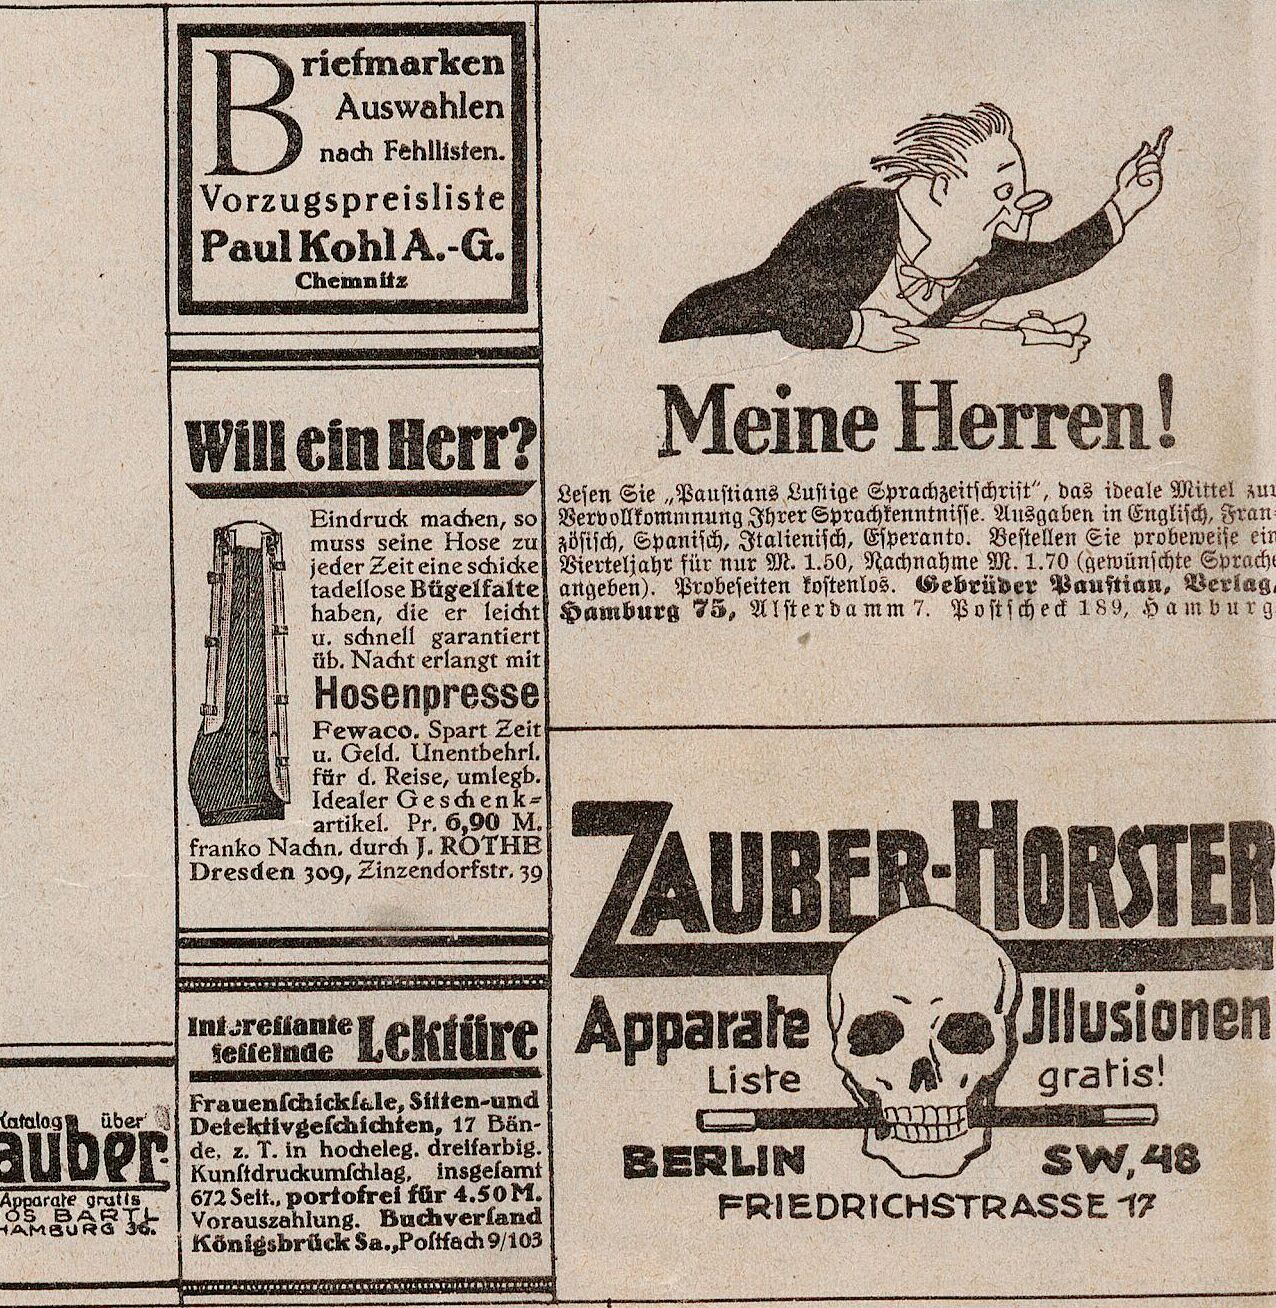 Briefmarken
Auswahlen
nach Fehllisten.
Vorzugspreisliste
Paul Kohl A.-G.
Chemnitz
Will ein Herr?
Eindruck machen, so
muss seine Hose zu
jeder Zeit eine schicke
tadellose Bügelfalte
haben, die er leicht
u. schnell garantiert
üb. Nacht erlangt mit
Hosenpresse
Fewaco. Spart Zeit
u. Geld. Unentbehrl.
für d. Reise, umlegb.
Idealer Geschenk-
artikel. Pr. 6,90 M.
franko Nachn. durch J. ROTHE
Dresden 309, Zinzendorfstr. 39
Interessante
fesselnde Lektüre
Frauenschicksale, Sitten-und
Detektivgeschichten, 17 Bän-
de, z. T. in hocheleg. dreifarbig.
Kunstdruckumschlag, insgesamt
672 Seit., portofrei für 4.50 M.
Vorauszahlung. Buchversand
Königsbrück Sa., Postfach 9/103
Katalog über
auber-
Apparate gratis
OS BARTL
HAMBURG 36.
Meine Herren!
Lesen Sie „Paustians Lustige Sprachzeitschrift“, das ideale Mittel zur
Vervollkommnung Ihrer Sprachkenntnisse. Ausgaben in Englisch, Fran-
zösisch, Spanisch, Italienisch, Esperanto. Bestellen Sie probeweise ein
Vierteljahr für nur M. 1.50, Nachnahme M. 1.70 (gewünschte Sprache
angeben). Probeseiten kostenlos. Gebrüder Paustian, Verlag,
Hamburg 75, Alsterdamm 7. Postscheck 189, Hamburg
ZAUBER-HORSTER
Apparate Jllusionen
Liste gratis!
BERLIN SW, 48
FRIEDRICHSTRASSE 17